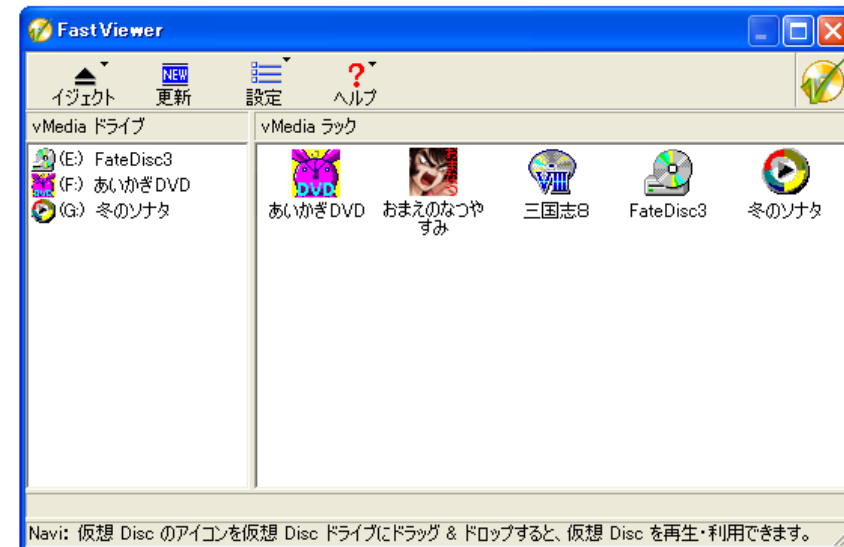 FastViewer
イジェクト
NEW
更新
設定
?
ヘルプ
vMedia ドライブ
vMedia ラック
(E:) FateDisc3
(F:) あいかぎDVD
(G:) 冬のソナタ
DVD
あいかぎDVD
おまえのなつや
すみ
VIII
三国志8
FateDisc3
冬のソナタ
Navi: 仮想 Disc のアイコンを仮想 Disc ドライブにドラッグ & ドロップすると、仮想 Disc を再生・利用できます。